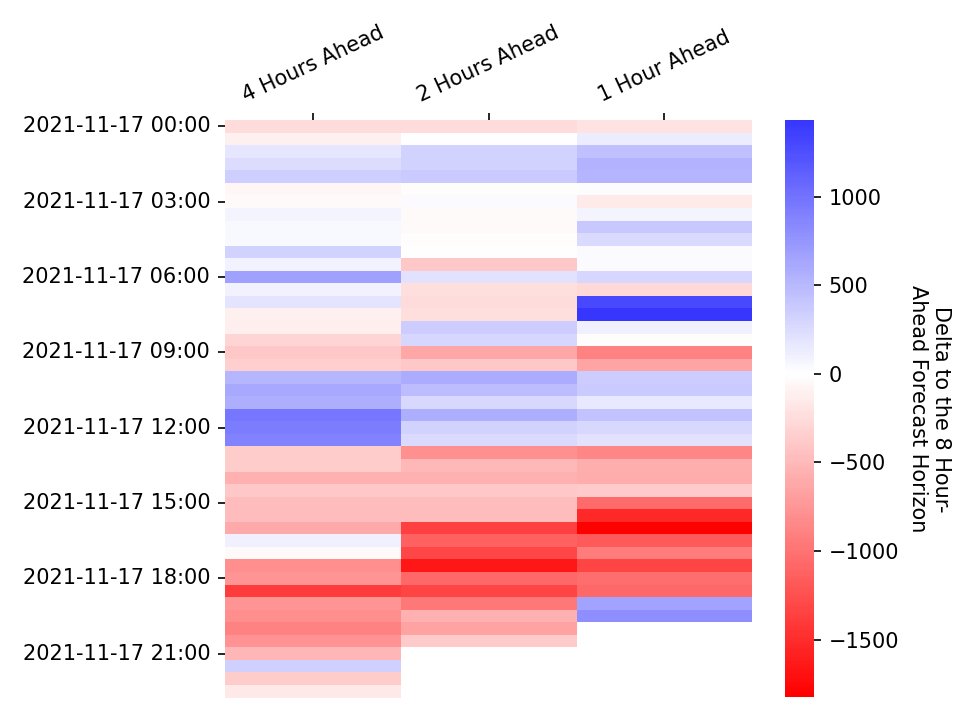 4 Hours Ahead
2 Hours Ahead
1 Hour Ahead
2021-11-17 00:00
2021-11-17 03:00
2021-11-17 06:00
2021-11-17 09:00
2021-11-17 12:00
2021-11-17 15:00
2021-11-17 18:00
2021-11-17 21:00
1000
500
0
−500
−1000
−1500
Delta to the 8 Hour-
Ahead Forecast Horizon